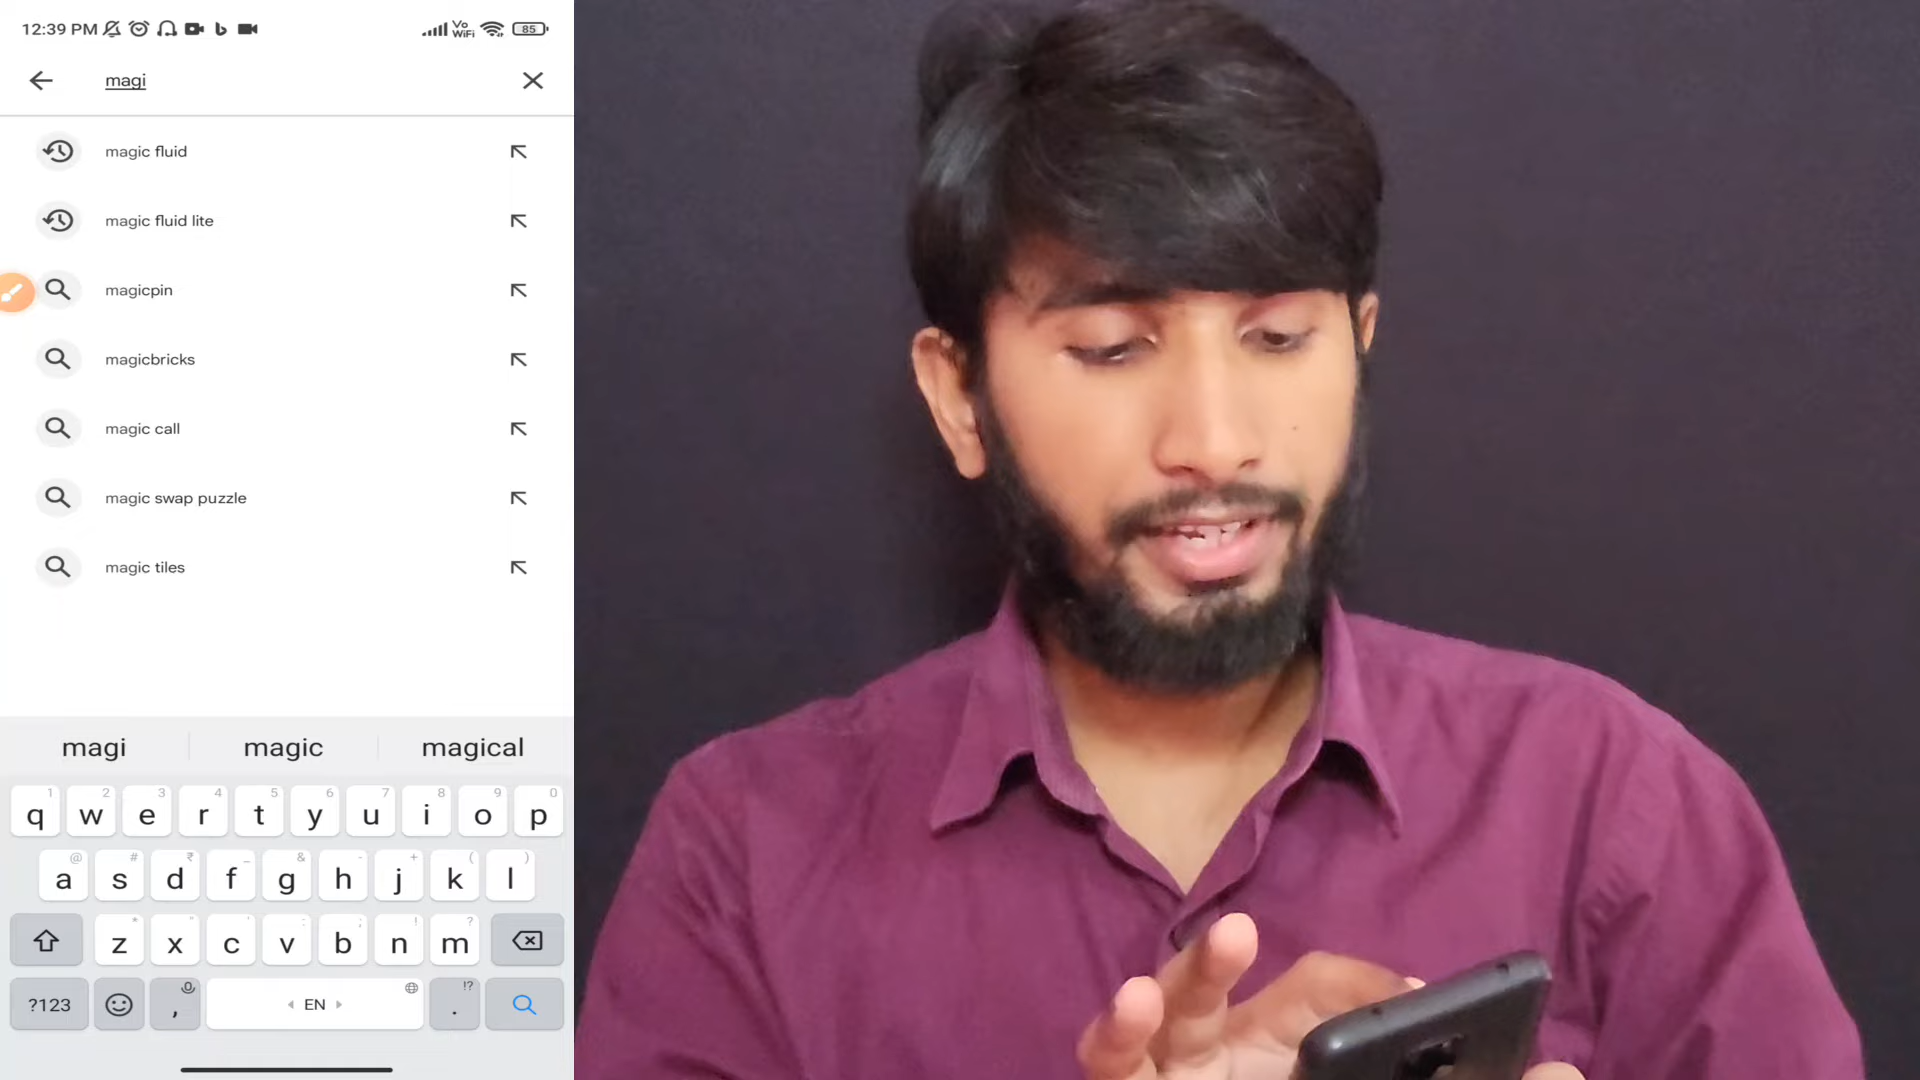 12:39 PM Vo WiFi 85
magi
magic fluid
magic fluid lite
magicpin
magicbricks
magic call
magic swap puzzle
magic tiles
magi magic magical
1 2 3 4 5 6 7 8 9 0
q w e r t y u i o p
@ # ₹ _ & - + ( )
a s d f g h j k l
* " ' : ; ! ?
z x c v b n m
?123 , EN . !?